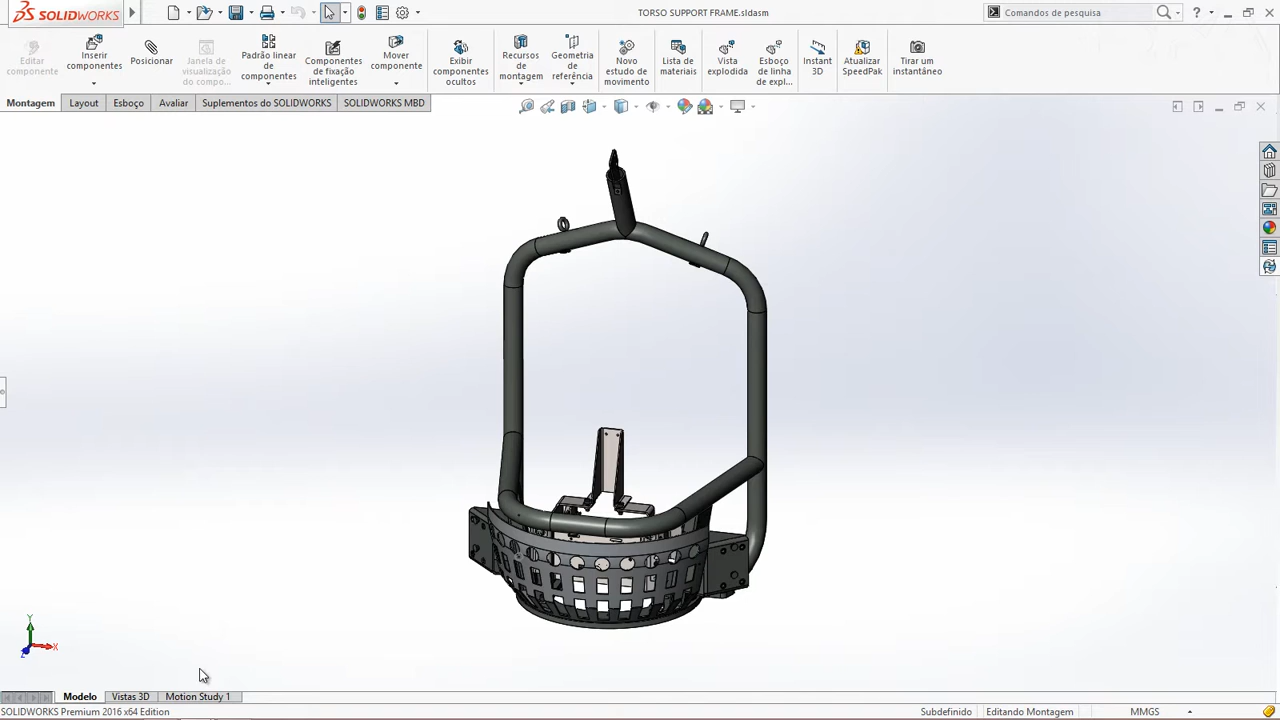 SOLIDWORKS
TORSO SUPPORT FRAME.sldasm
Comandos de pesquisa
?
Editar
componente
Inserir
componentes
Posicionar
Janela de
visualização
do compo...
Padrão linear
de
componentes
Componentes
de fixação
inteligentes
Mover
componente
Exibir
componentes
ocultos
Recursos
de
montagem
Geometria
de
referência
Novo
estudo de
movimento
Lista de
materiais
Vista
explodida
Esboço
de linha
de expl...
Instant
3D
Atualizar
SpeedPak
Tirar um
instantâneo
Montagem
Layout
Esboço
Avaliar
Suplementos do SOLIDWORKS
SOLIDWORKS MBD
Y
X
Z
Modelo
Vistas 3D
Motion Study 1
SOLIDWORKS Premium 2016 x64 Edition
Subdefinido
Editando Montagem
MMGS